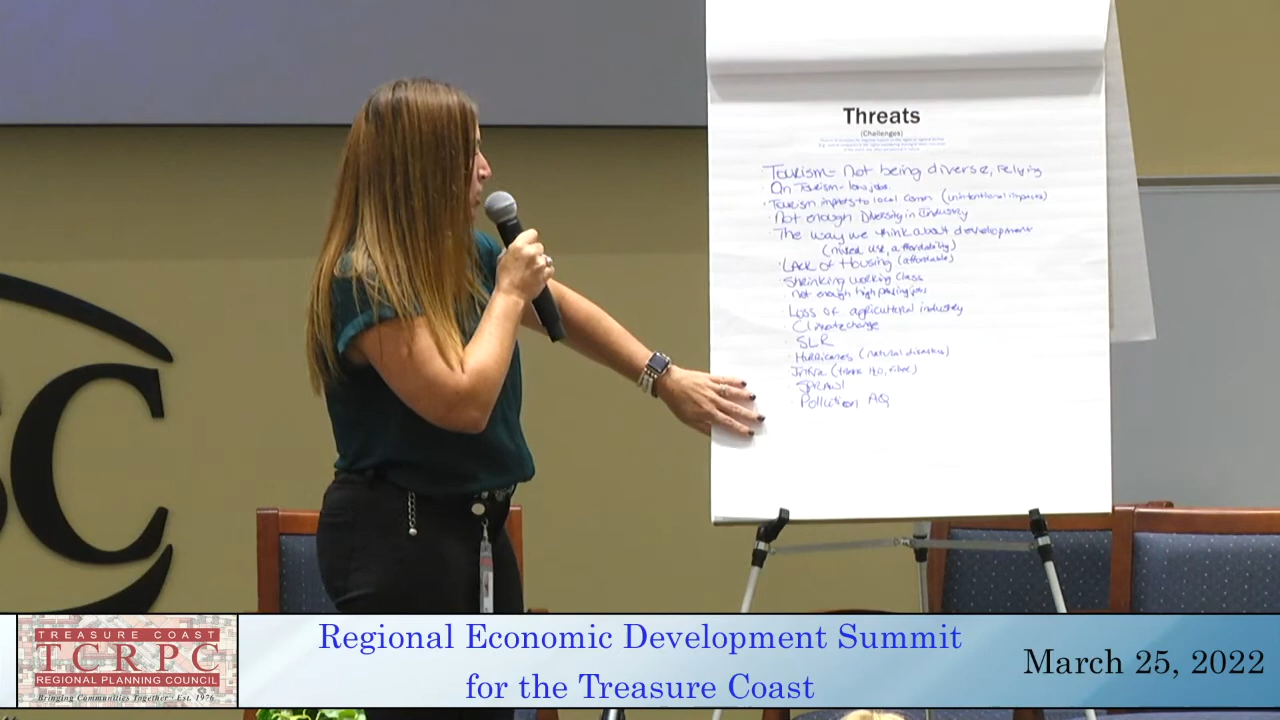 Threats
(Challenges)
Tourism- Not being diverse, relying
On Tourism- low jobs.
Tourism impacts to local Comm (unintentional impacts)
Not enough Diversity in Industry
The way we think about development
(mixed use, affordability)
Lack of Housing (affordable)
Shrinking working class
Not enough high paying jobs
Loss of agricultural industry
Climate change
SLR
Hurricanes (natural disasters)
Infra (H2O, fiber)
SPRAWL
Pollution AQ
C
TREASURE COAST
TCRPC
REGIONAL PLANNING COUNCIL
Bringing Communities Together · Est. 1976
Regional Economic Development Summit
for the Treasure Coast
March 25, 2022